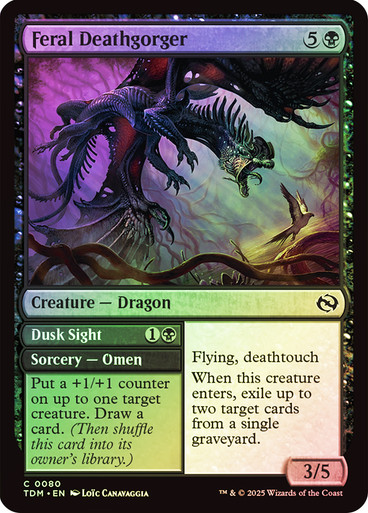 Feral Deathgorger 5
Creature — Dragon
Dusk Sight 1
Sorcery — Omen
Put a +1/+1 counter
on up to one target
creature. Draw a
card. (Then shuffle
this card into its
owner's library.)
Flying, deathtouch
When this creature
enters, exile up to
two target cards
from a single
graveyard.
3/5
C 0080
TDM • EN Loïc Canavaggia
™ & © 2025 Wizards of the Coast